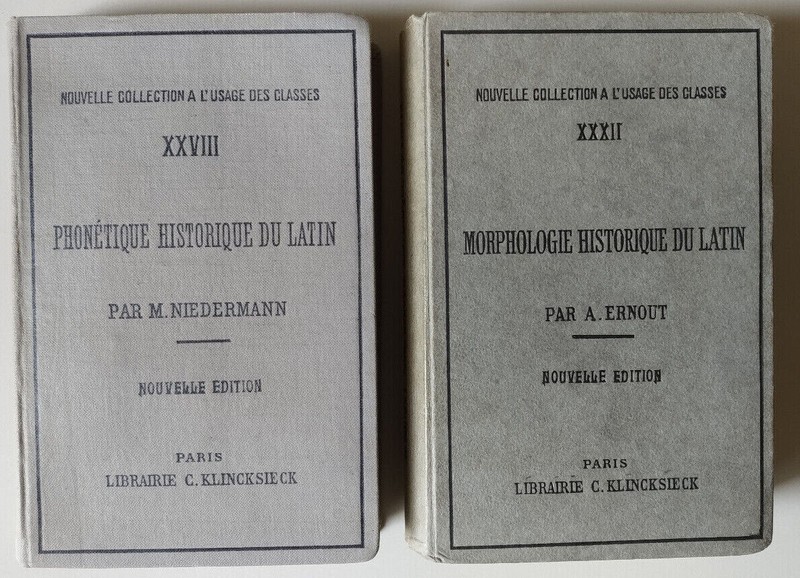 NOUVELLE COLLECTION A L'USAGE DES CLASSES
XXVIII
PHONÉTIQUE HISTORIQUE DU LATIN
PAR M. NIEDERMANN
NOUVELLE EDITION
PARIS
LIBRAIRIE C. KLINCKSIECK
NOUVELLE COLLECTION A L'USAGE DES CLASSES
XXXII
MORPHOLOGIE HISTORIQUE DU LATIN
PAR A. ERNOUT
NOUVELLE EDITION
PARIS
LIBRAIRIE C. KLINCKSIECK